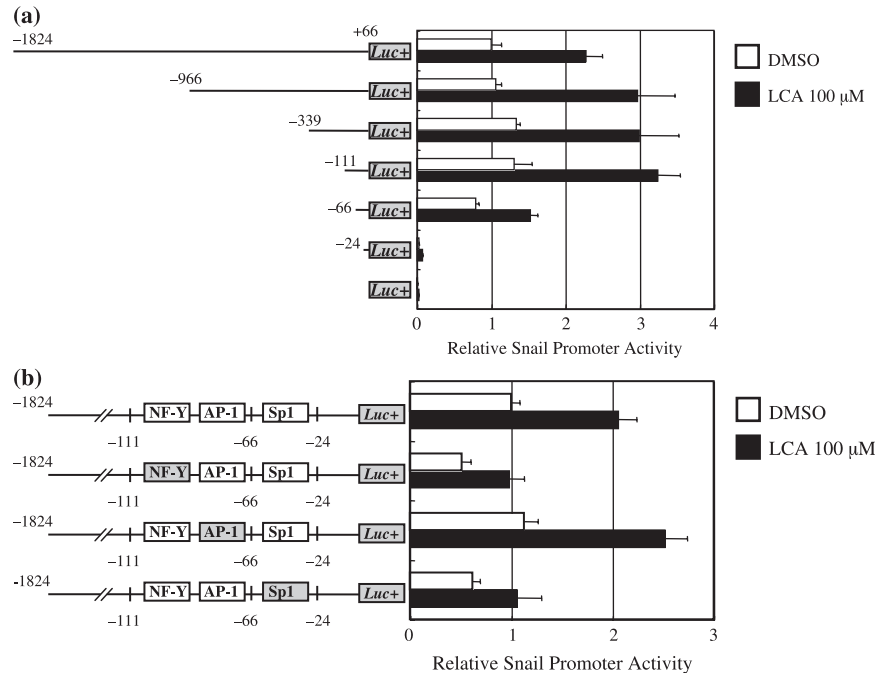 (a)
−1824 +66
Luc+
−966
Luc+
−339
Luc+
−111
Luc+
−66
Luc+
−24
Luc+
Luc+
DMSO
LCA 100 μM
0 1 2 3 4
Relative Snail Promoter Activity
(b)
−1824
NF-Y AP-1 Sp1 Luc+
−111 −66 −24
−1824
NF-Y AP-1 Sp1 Luc+
−111 −66 −24
−1824
NF-Y AP-1 Sp1 Luc+
−111 −66 −24
-1824
NF-Y AP-1 Sp1 Luc+
−111 −66 −24
DMSO
LCA 100 μM
0 1 2 3
Relative Snail Promoter Activity